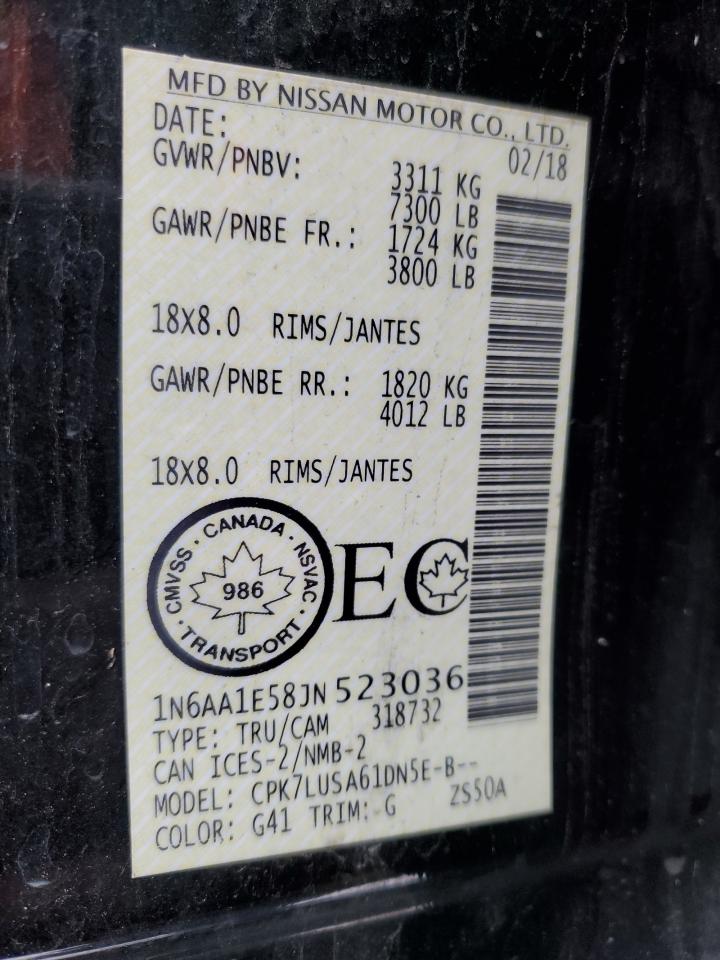 MFD BY NISSAN MOTOR CO., LTD.
DATE: 02/18
GVWR/PNBV: 3311 KG
7300 LB
GAWR/PNBE FR.: 1724 KG
3800 LB
18X8.0 RIMS/JANTES
GAWR/PNBE RR.: 1820 KG
4012 LB
18X8.0 RIMS/JANTES
CMVSS · CANADA · NSVAC · TRANSPORT ·
986
EC
1N6AA1E58JN523036
TYPE: TRU/CAM 318732
CAN ICES-2/NMB-2
MODEL: CPK7LUSA61DN5E-B--
COLOR: G41 TRIM: G ZS50A